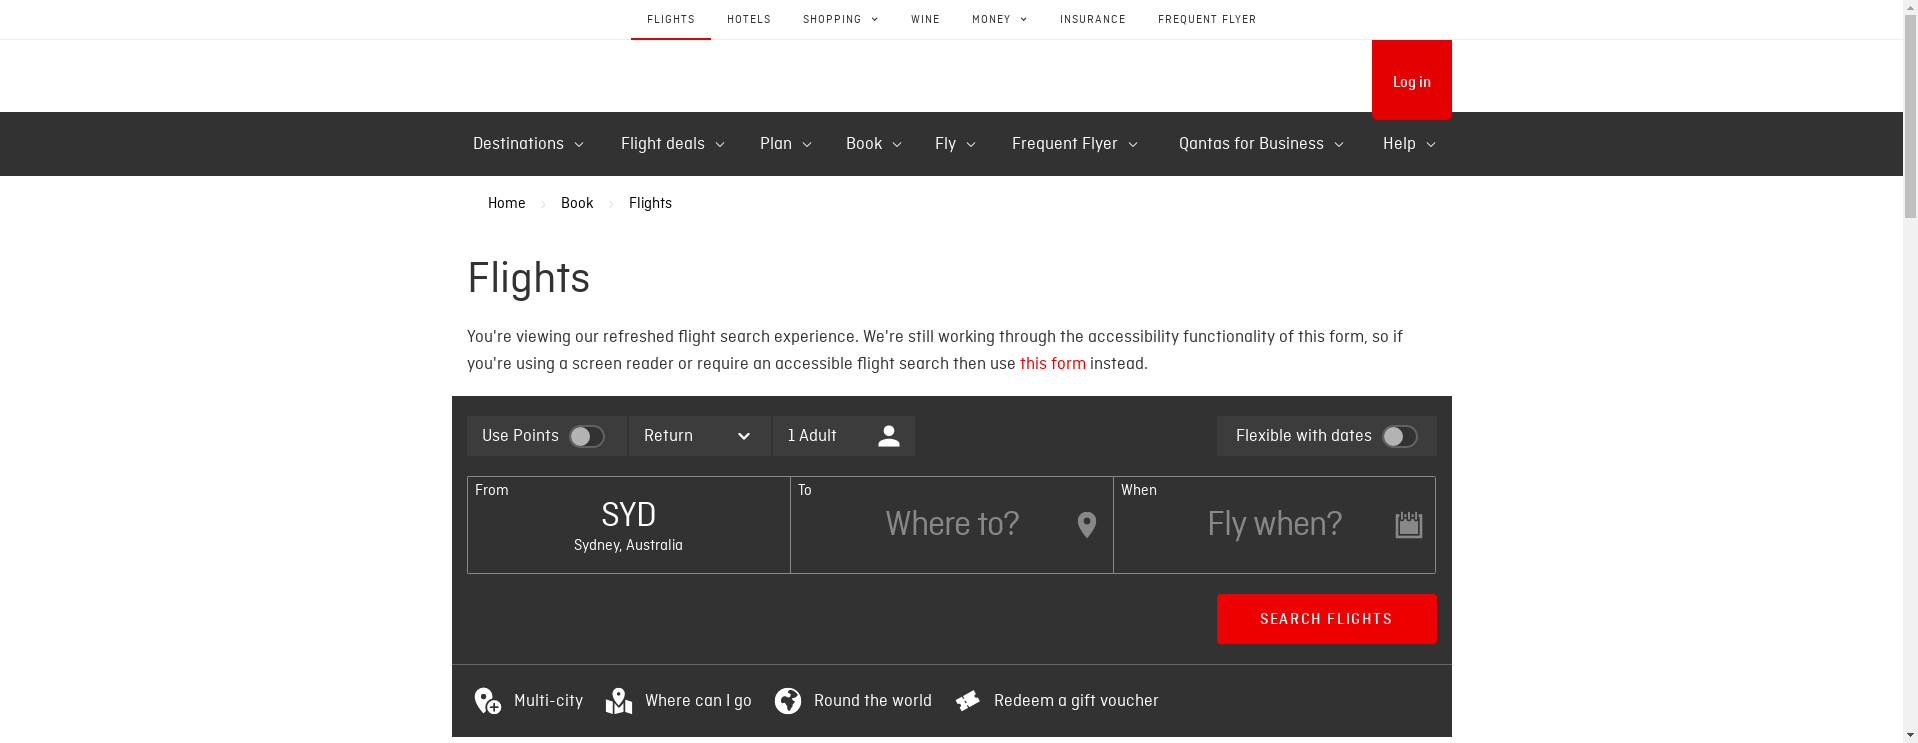 FLIGHTS HOTELS SHOPPING WINE MONEY INSURANCE FREQUENT FLYER
Log in
Destinations Flight deals Plan Book Fly Frequent Flyer Qantas for Business Help
Home Book Flights
Flights
You're viewing our refreshed flight search experience. We're still working through the accessibility functionality of this form, so if
you're using a screen reader or require an accessible flight search then use this form instead.
Use Points Return 1 Adult Flexible with dates
From To When
SYD Where to? Fly when?
Sydney, Australia
SEARCH FLIGHTS
Multi-city Where can I go Round the world Redeem a gift voucher